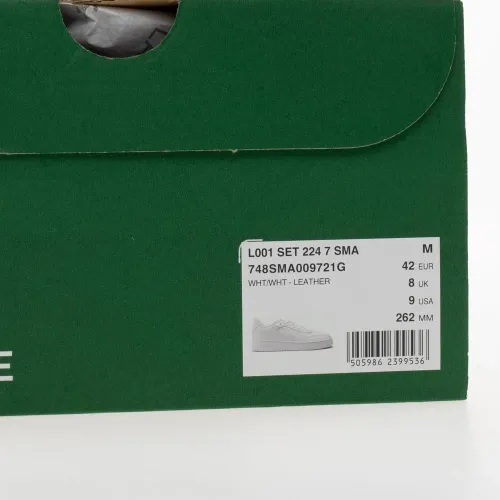 L001 SET 224 7 SMA M
748SMA009721G 42 EUR
WHT/WHT - LEATHER 8 UK
9 USA
262 MM
505986 2399536
E